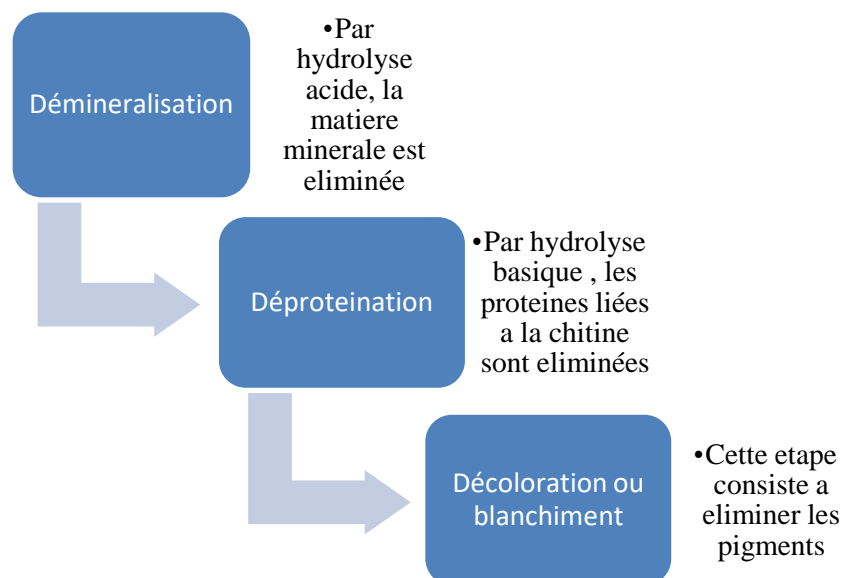 Démineralisation
•Par
hydrolyse
acide, la
matiere
minerale est
eliminée
Déproteination
•Par hydrolyse
basique , les
proteines liées
a la chitine
sont eliminées
Décoloration ou
blanchiment
•Cette etape
consiste a
eliminer les
pigments